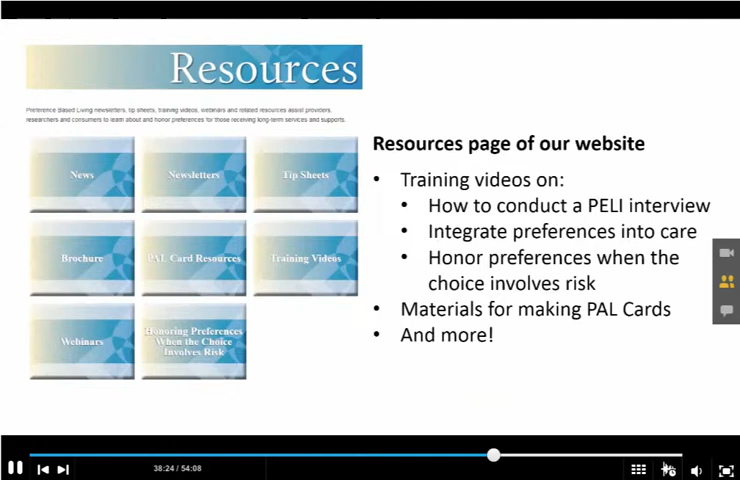 Resources
Preference Based Living newsletters, tip sheets, training videos, webinars and related resources assist providers,
researchers and consumers to learn about and honor preferences for those receiving long-term services and supports.
News
Newsletters
Tip Sheets
Brochure
PAL Card Resources
Training Videos
Webinars
Honoring Preferences
When the Choice
Involves Risk
Resources page of our website
• Training videos on:
• How to conduct a PELI interview
• Integrate preferences into care
• Honor preferences when the
choice involves risk
• Materials for making PAL Cards
• And more!
38:24 / 54:08